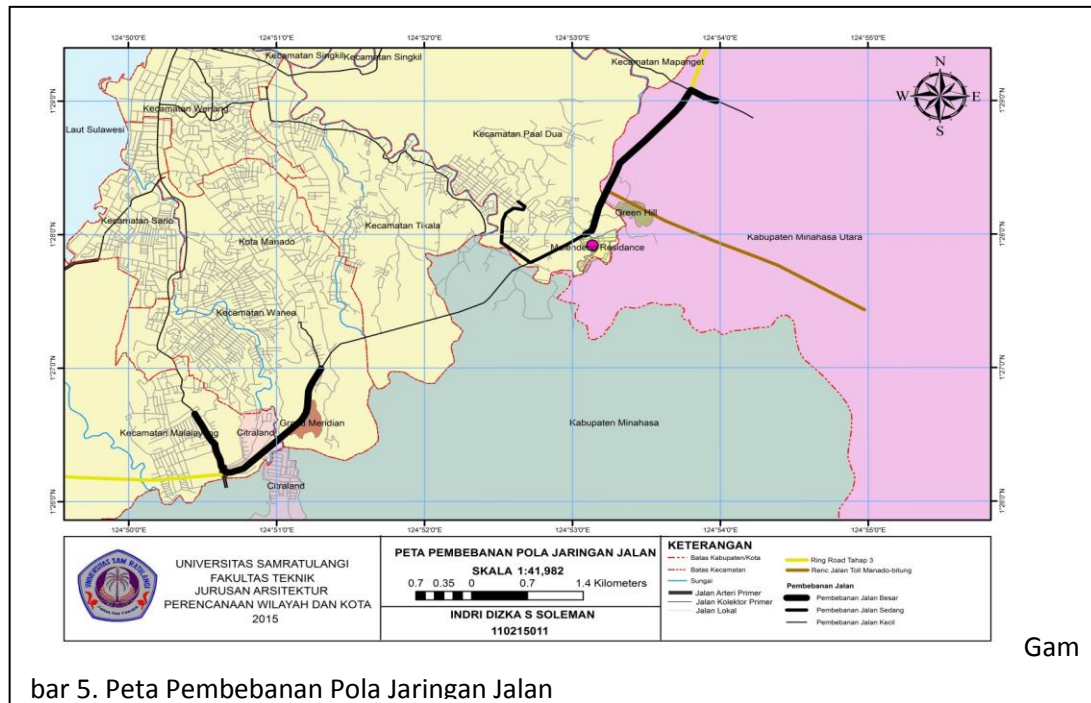 124°50'0"E 124°51'0"E 124°52'0"E 124°53'0"E 124°54'0"E 124°55'0"E
Kecamatan Singkil Kecamatan Singkil
Kecamatan Mapanget
N
W E
S
1°29'0"N 1°29'0"N
Kecamatan Wenang
Laut Sulawesi
Kecamatan Paal Dua
Kecamatan Sario
Kecamatan Tikala
Green Hill
1°28'0"N 1°28'0"N
Kota Manado
Kabupaten Minahasa Utara
Malendeng Residance
Kecamatan Wanea
1°27'0"N 1°27'0"N
Kecamatan Malalayang
Citraland
Grand Meridian
Kabupaten Minahasa
Citraland
1°26'0"N 1°26'0"N
124°50'0"E 124°51'0"E 124°52'0"E 124°53'0"E 124°54'0"E 124°55'0"E
UNIVERSITAS SAM RATULANGI
UNIVERSITAS SAMRATULANGI
FAKULTAS TEKNIK
JURUSAN ARSITEKTUR
PERENCANAAN WILAYAH DAN KOTA
2015
PETA PEMBEBANAN POLA JARINGAN JALAN
SKALA 1:41,982
0.7 0.35 0 0.7 1.4 Kilometers
INDRI DIZKA S SOLEMAN
110215011
KETERANGAN
Batas Kabupaten/Kota
Batas Kecamatan
Sungai
Jalan Arteri Primer
Jalan Kolektor Primer
Jalan Lokal
Ring Road Tahap 3
Renc Jalan Toll Manado-bitung
Pembebanan Jalan
Pembebanan Jalan Besar
Pembebanan Jalan Sedang
Pembebanan Jalan Kecil
Gam
bar 5. Peta Pembebanan Pola Jaringan Jalan